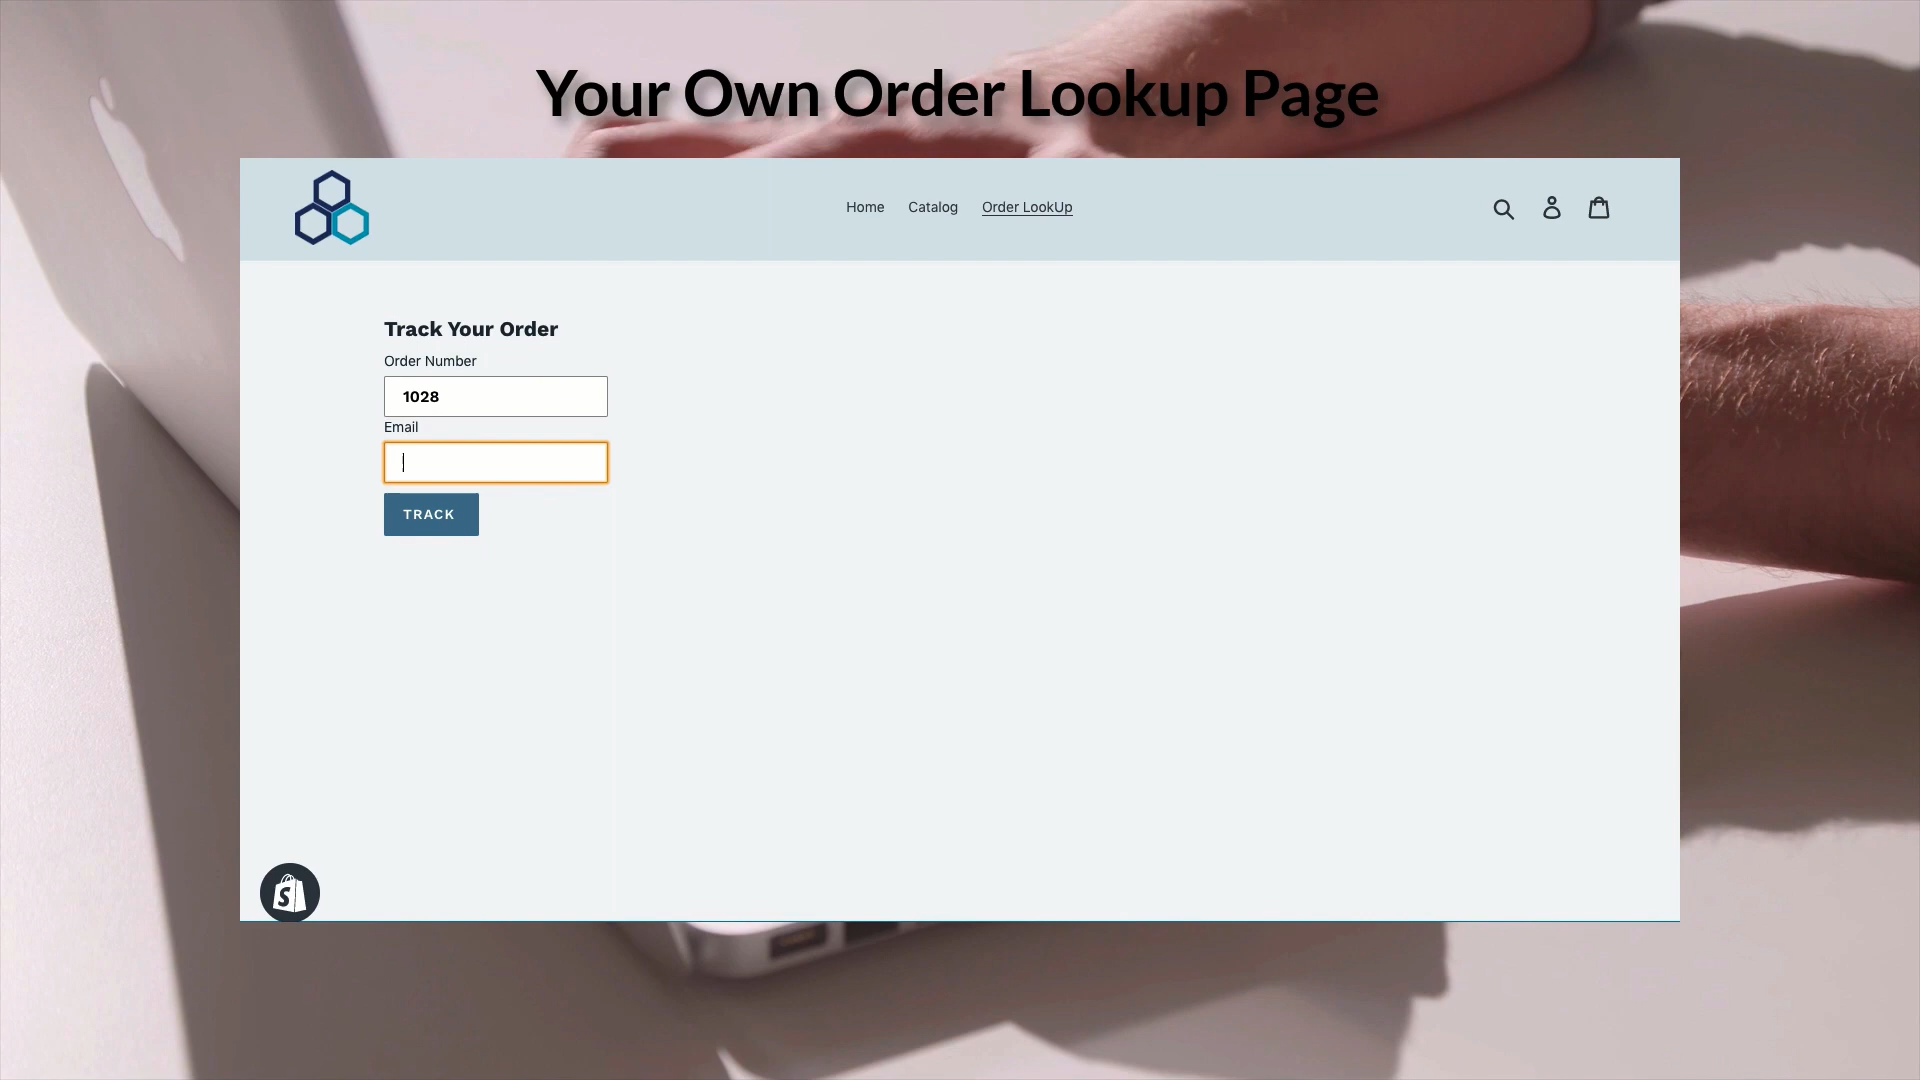 Your Own Order Lookup Page
Home Catalog Order LookUp
Track Your Order
Order Number
1028
Email
TRACK